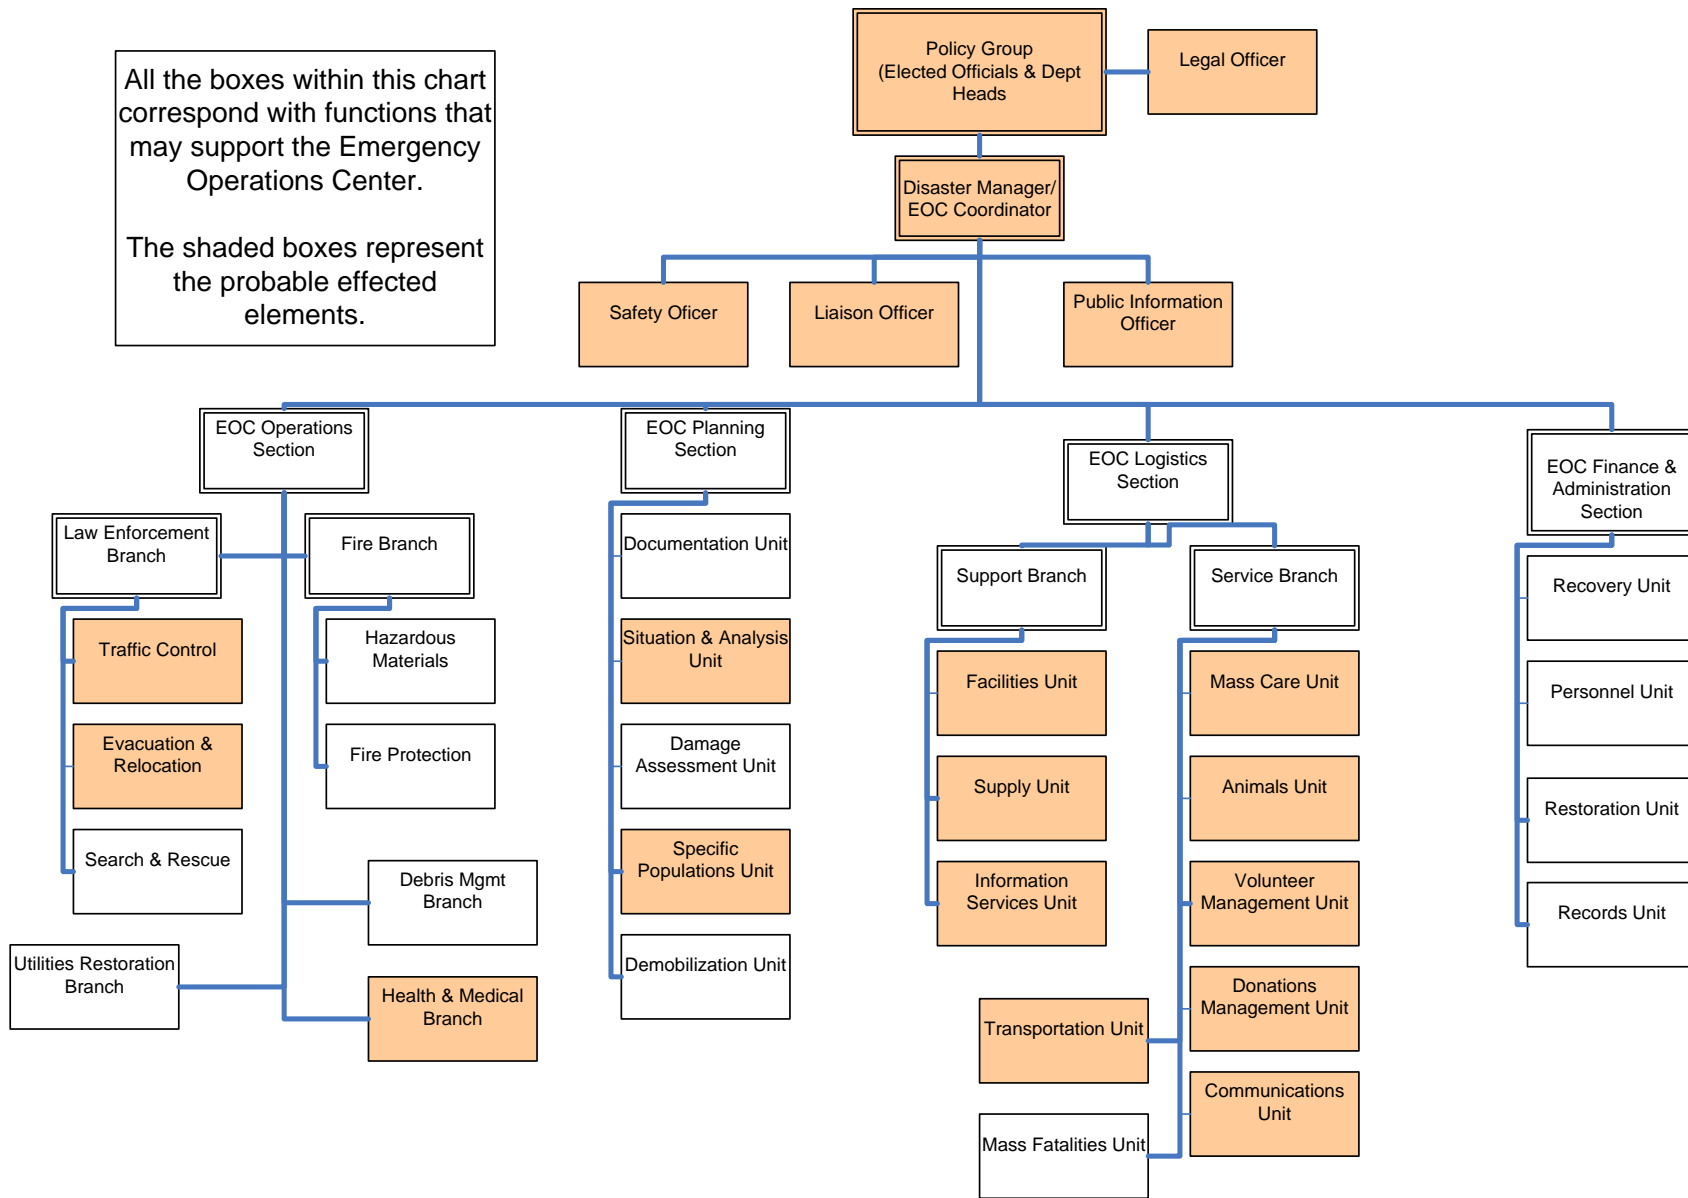 All the boxes within this chart
correspond with functions that
may support the Emergency
Operations Center.
The shaded boxes represent
the probable effected
elements.
Policy Group
(Elected Officials & Dept
Heads
Legal Officer
Disaster Manager/
EOC Coordinator
Safety Oficer
Liaison Officer
Public Information
Officer
EOC Operations
Section
EOC Planning
Section
EOC Logistics
Section
EOC Finance &
Administration
Section
Law Enforcement
Branch
Fire Branch
Traffic Control
Evacuation &
Relocation
Search & Rescue
Hazardous
Materials
Fire Protection
Debris Mgmt
Branch
Utilities Restoration
Branch
Health & Medical
Branch
Documentation Unit
Situation & Analysis
Unit
Damage
Assessment Unit
Specific
Populations Unit
Demobilization Unit
Support Branch
Service Branch
Facilities Unit
Supply Unit
Information
Services Unit
Mass Care Unit
Animals Unit
Volunteer
Management Unit
Donations
Management Unit
Transportation Unit
Communications
Unit
Mass Fatalities Unit
Recovery Unit
Personnel Unit
Restoration Unit
Records Unit